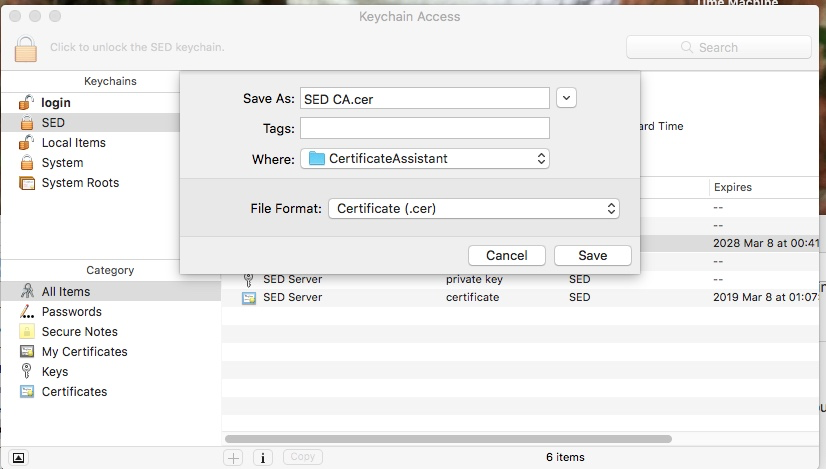 Time Machine
Keychain Access
Click to unlock the SED keychain.
Search
Keychains
login
SED
Local Items
System
System Roots
Save As: SED CA.cer
Tags:
Where: CertificateAssistant
File Format: Certificate (.cer)
Cancel
Save
ard Time
Expires
--
--
2028 Mar 8 at 00:41
--
SED Server private key SED --
SED Server certificate SED 2019 Mar 8 at 01:07
Category
All Items
Passwords
Secure Notes
My Certificates
Keys
Certificates
Copy
6 items